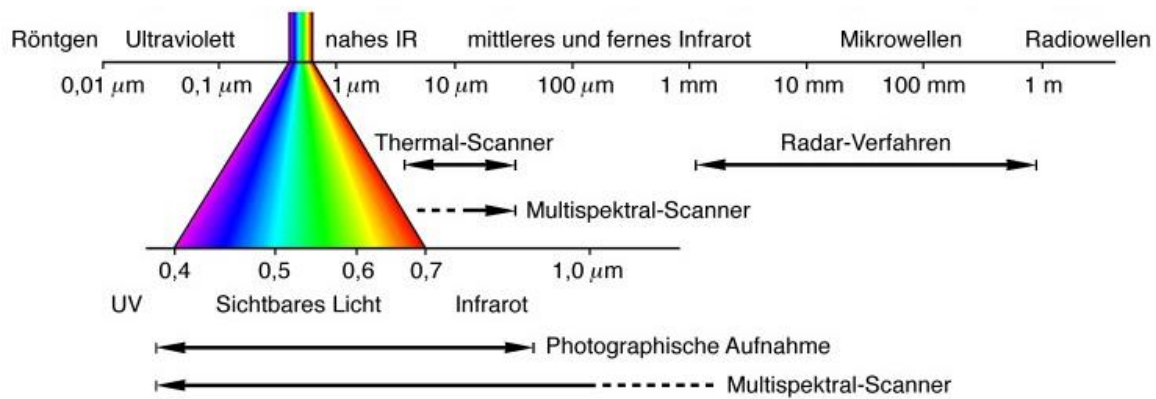 Röntgen Ultraviolett nahes IR mittleres und fernes Infrarot Mikrowellen Radiowellen
0,01 µm 0,1 µm 1 µm 10 µm 100 µm 1 mm 10 mm 100 mm 1 m
Thermal-Scanner Radar-Verfahren
Multispektral-Scanner
0,4 0,5 0,6 0,7 1,0 µm
UV Sichtbares Licht Infrarot
Photographische Aufnahme
Multispektral-Scanner